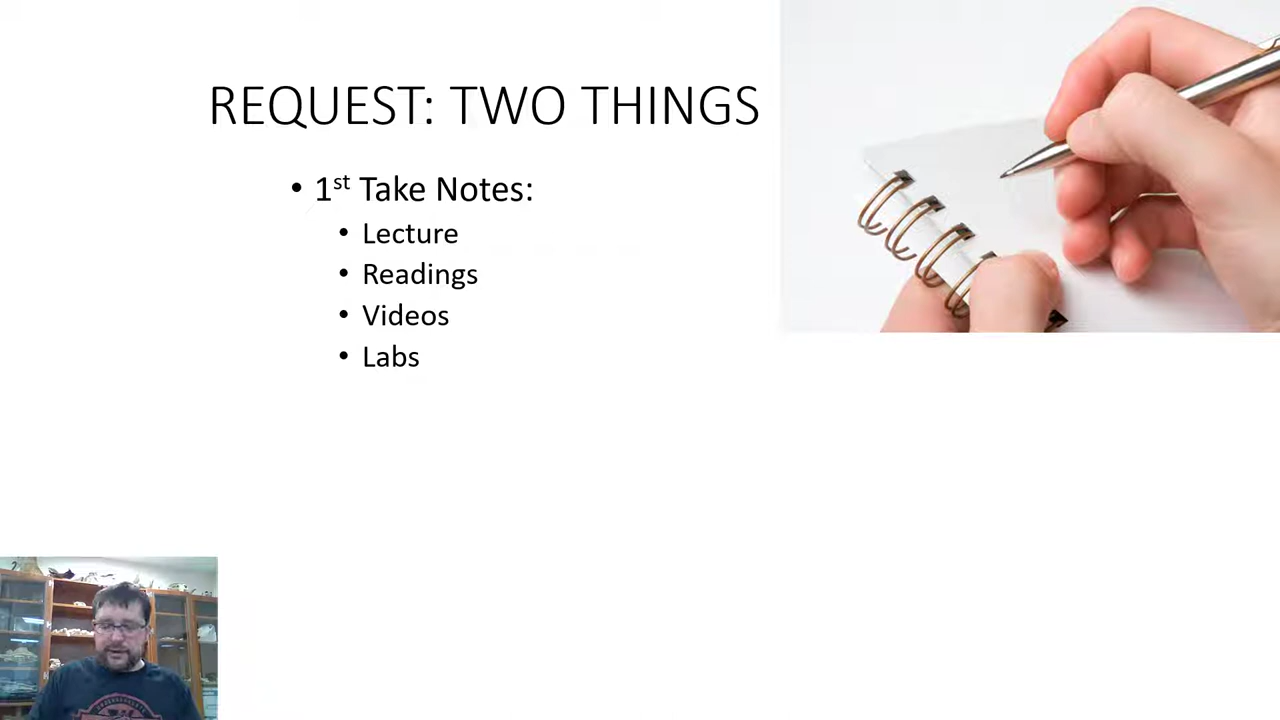 REQUEST: TWO THINGS
• 1st Take Notes:
• Lecture
• Readings
• Videos
• Labs